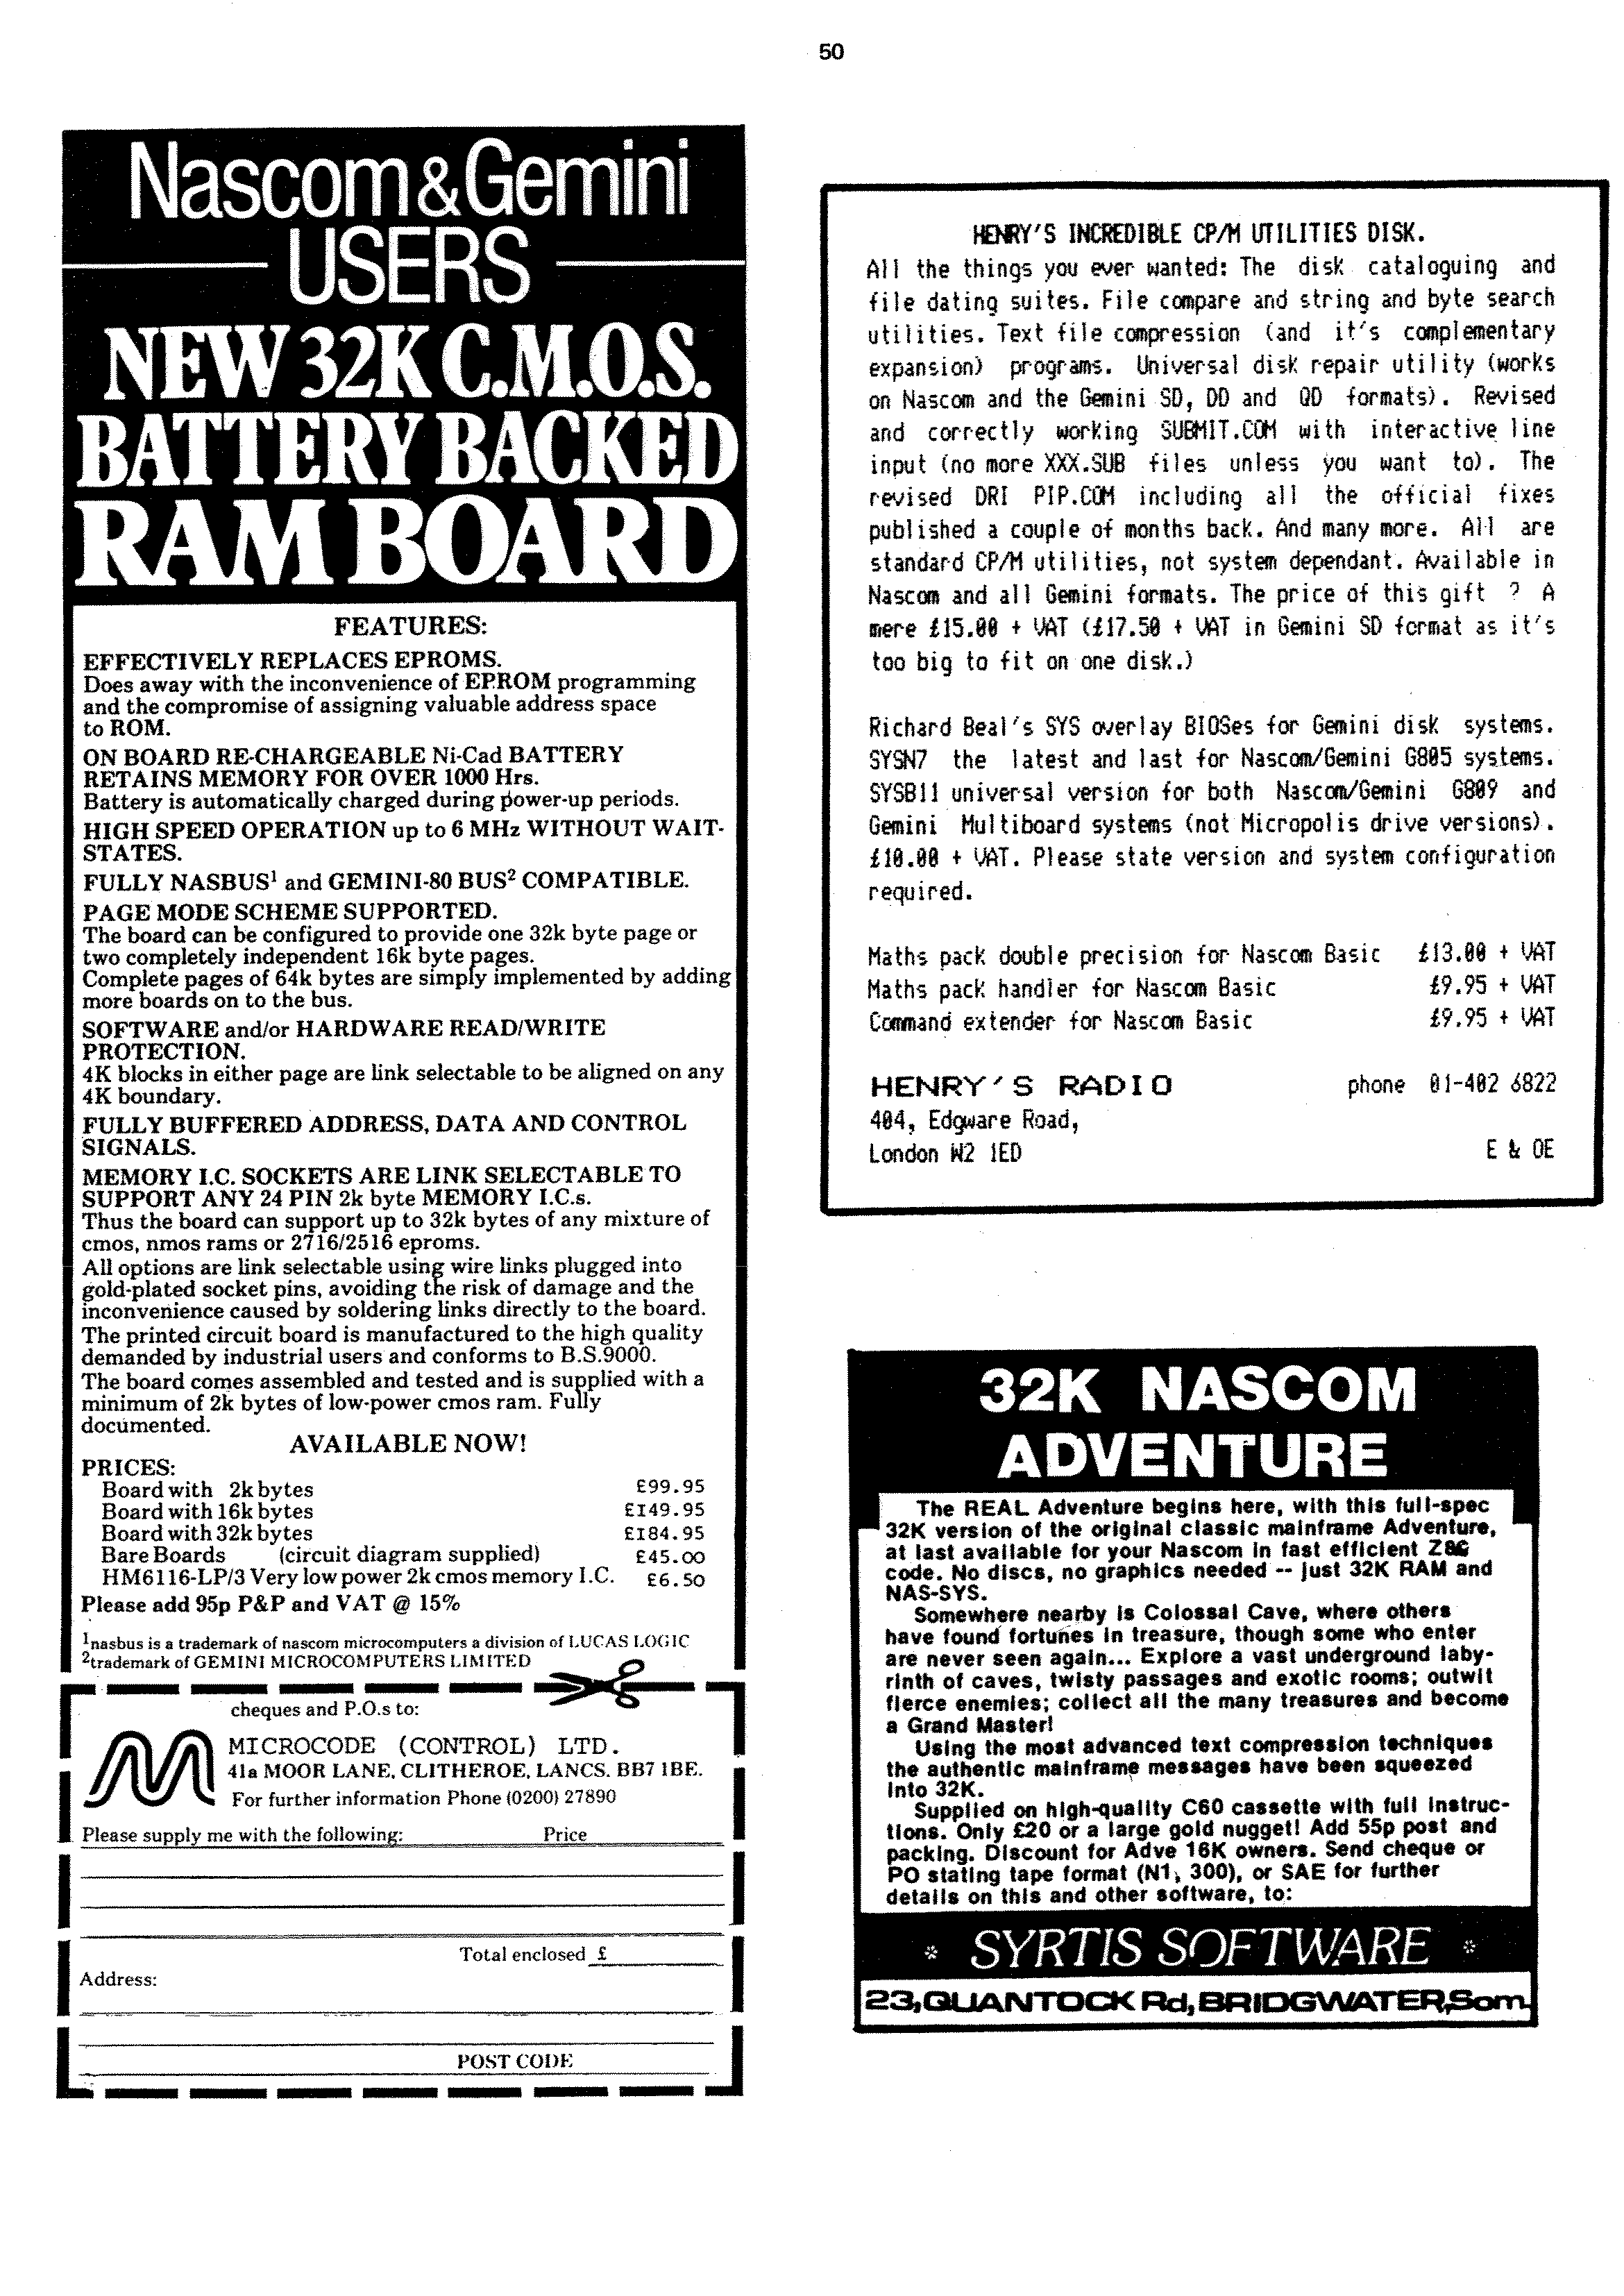 50
Nascom & Gemini
USERS
NEW 32K C.M.O.S.
BATTERY BACKED
RAM BOARD
FEATURES:
EFFECTIVELY REPLACES EPROMS.
Does away with the inconvenience of EPROM programming
and the compromise of assigning valuable address space
to ROM.
ON BOARD RE-CHARGEABLE Ni-Cad BATTERY
RETAINS MEMORY FOR OVER 1000 Hrs.
Battery is automatically charged during power-up periods.
HIGH SPEED OPERATION up to 6 MHz WITHOUT WAIT-
STATES.
FULLY NASBUS¹ and GEMINI-80 BUS² COMPATIBLE.
PAGE MODE SCHEME SUPPORTED.
The board can be configured to provide one 32k byte page or
two completely independent 16k byte pages.
Complete pages of 64k bytes are simply implemented by adding
more boards on to the bus.
SOFTWARE and/or HARDWARE READ/WRITE
PROTECTION.
4K blocks in either page are link selectable to be aligned on any
4K boundary.
FULLY BUFFERED ADDRESS, DATA AND CONTROL
SIGNALS.
MEMORY I.C. SOCKETS ARE LINK SELECTABLE TO
SUPPORT ANY 24 PIN 2k byte MEMORY I.C.s.
Thus the board can support up to 32k bytes of any mixture of
cmos, nmos rams or 2716/2516 eproms.
All options are link selectable using wire links plugged into
gold-plated socket pins, avoiding the risk of damage and the
inconvenience caused by soldering links directly to the board.
The printed circuit board is manufactured to the high quality
demanded by industrial users and conforms to B.S.9000.
The board comes assembled and tested and is supplied with a
minimum of 2k bytes of low-power cmos ram. Fully
documented.
AVAILABLE NOW!
PRICES:
Board with 2k bytes £99.95
Board with 16k bytes £149.95
Board with 32k bytes £184.95
Bare Boards (circuit diagram supplied) £45.00
HM6116-LP/3 Very low power 2k cmos memory I.C. £6.50
Please add 95p P&P and VAT @ 15%
¹nasbus is a trademark of nascom microcomputers a division of LUCAS LOGIC
²trademark of GEMINI MICROCOMPUTERS LIMITED
cheques and P.O.s to:
MICROCODE (CONTROL) LTD.
41a MOOR LANE, CLITHEROE, LANCS. BB7 1BE.
For further information Phone (0200) 27890
Please supply me with the following: Price
Total enclosed £
Address:
POST CODE
HENRY'S INCREDIBLE CP/M UTILITIES DISK.
All the things you ever wanted: The disk cataloguing and
file dating suites. File compare and string and byte search
utilities. Text file compression (and it's complementary
expansion) programs. Universal disk repair utility (works
on Nascom and the Gemini SD, DD and QD formats). Revised
and correctly working SUBMIT.COM with interactive line
input (no more XXX.SUB files unless you want to). The
revised DRI PIP.COM including all the official fixes
published a couple of months back. And many more. All are
standard CP/M utilities, not system dependant. Available in
Nascom and all Gemini formats. The price of this gift ? A
mere £15.00 + VAT (£17.50 + VAT in Gemini SD format as it's
too big to fit on one disk.)
Richard Beal's SYS overlay BIOSes for Gemini disk systems.
SYSN7 the latest and last for Nascom/Gemini G805 systems.
SYSB11 universal version for both Nascom/Gemini G809 and
Gemini Multiboard systems (not Micropolis drive versions).
£10.00 + VAT. Please state version and system configuration
required.
Maths pack double precision for Nascom Basic £13.00 + VAT
Maths pack handler for Nascom Basic £9.95 + VAT
Command extender for Nascom Basic £9.95 + VAT
HENRY'S RADIO phone 01-402 6822
404, Edgware Road,
London W2 1ED E & OE
32K NASCOM
ADVENTURE
The REAL Adventure begins here, with this full-spec
32K version of the original classic mainframe Adventure,
at last available for your Nascom in fast efficient Z80
code. No discs, no graphics needed -- just 32K RAM and
NAS-SYS.
Somewhere nearby is Colossal Cave, where others
have found fortunes in treasure, though some who enter
are never seen again... Explore a vast underground laby-
rinth of caves, twisty passages and exotic rooms; outwit
fierce enemies; collect all the many treasures and become
a Grand Master!
Using the most advanced text compression techniques
the authentic mainframe messages have been squeezed
into 32K.
Supplied on high-quality C60 cassette with full instruc-
tions. Only £20 or a large gold nugget! Add 55p post and
packing. Discount for Adve 16K owners. Send cheque or
PO stating tape format (N1, 300), or SAE for further
details on this and other software, to:
* SYRTIS SOFTWARE *
23, QUANTOCK Rd, BRIDGWATER, Som.